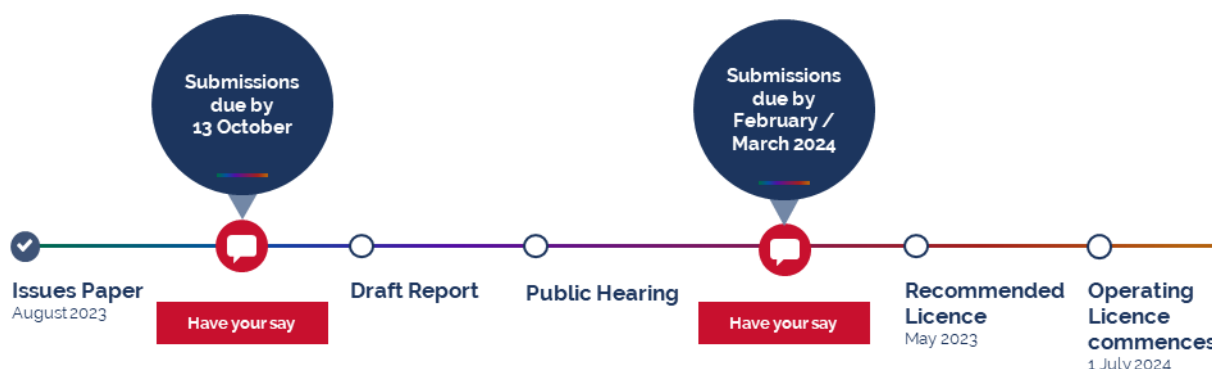 Submissions
due by
13 October
Submissions
due by
February /
March 2024
Issues Paper
August 2023
Have your say
Draft Report
Public Hearing
Have your say
Recommended
Licence
May 2023
Operating
Licence
commences
1 July 2024